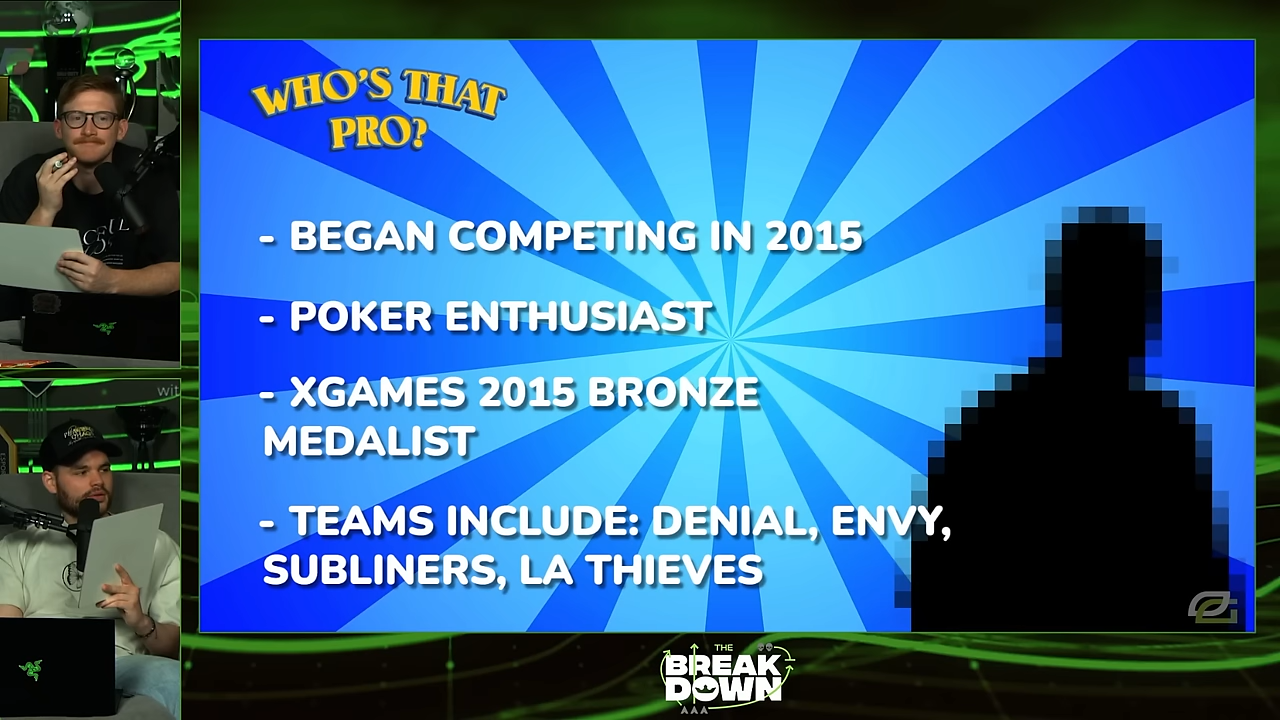 WHO'S THAT
PRO?
- BEGAN COMPETING IN 2015
- POKER ENTHUSIAST
- XGAMES 2015 BRONZE
MEDALIST
- TEAMS INCLUDE: DENIAL, ENVY,
SUBLINERS, LA THIEVES
wit
THE
BREAK
DOWN